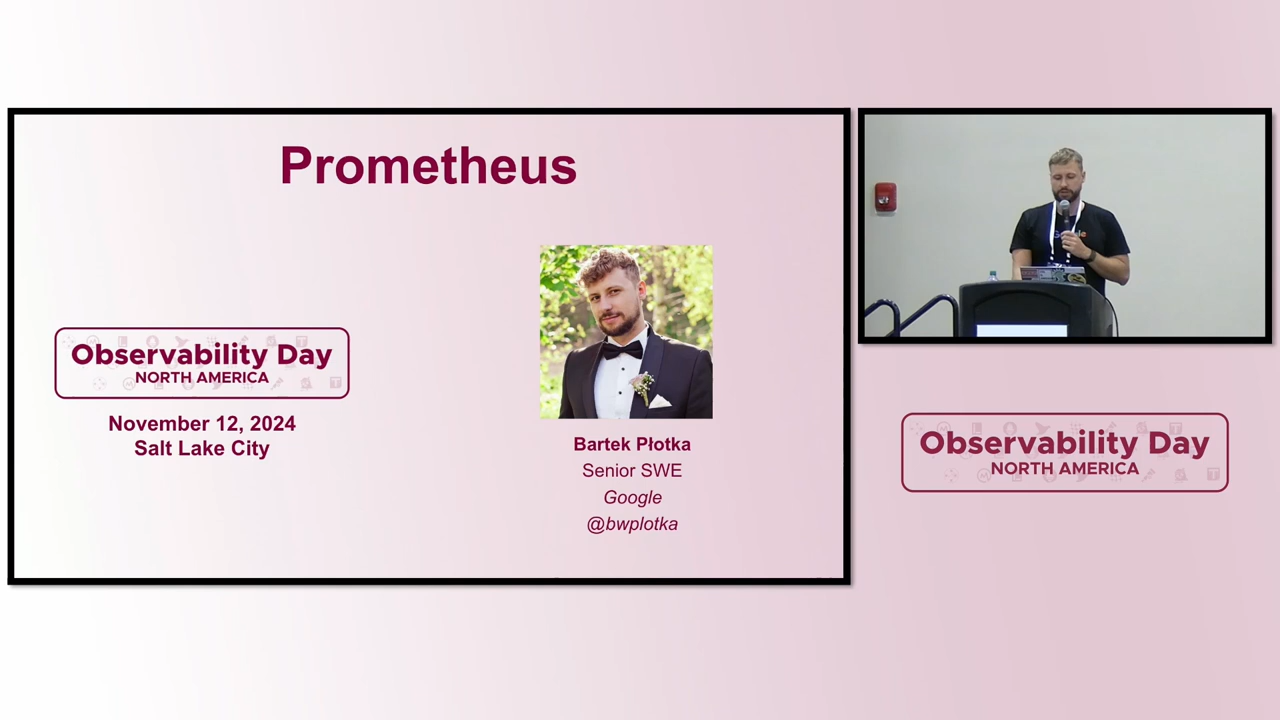 Prometheus
Observability Day
NORTH AMERICA
November 12, 2024
Salt Lake City
Bartek Płotka
Senior SWE
Google
@bwplotka
Observability Day
NORTH AMERICA